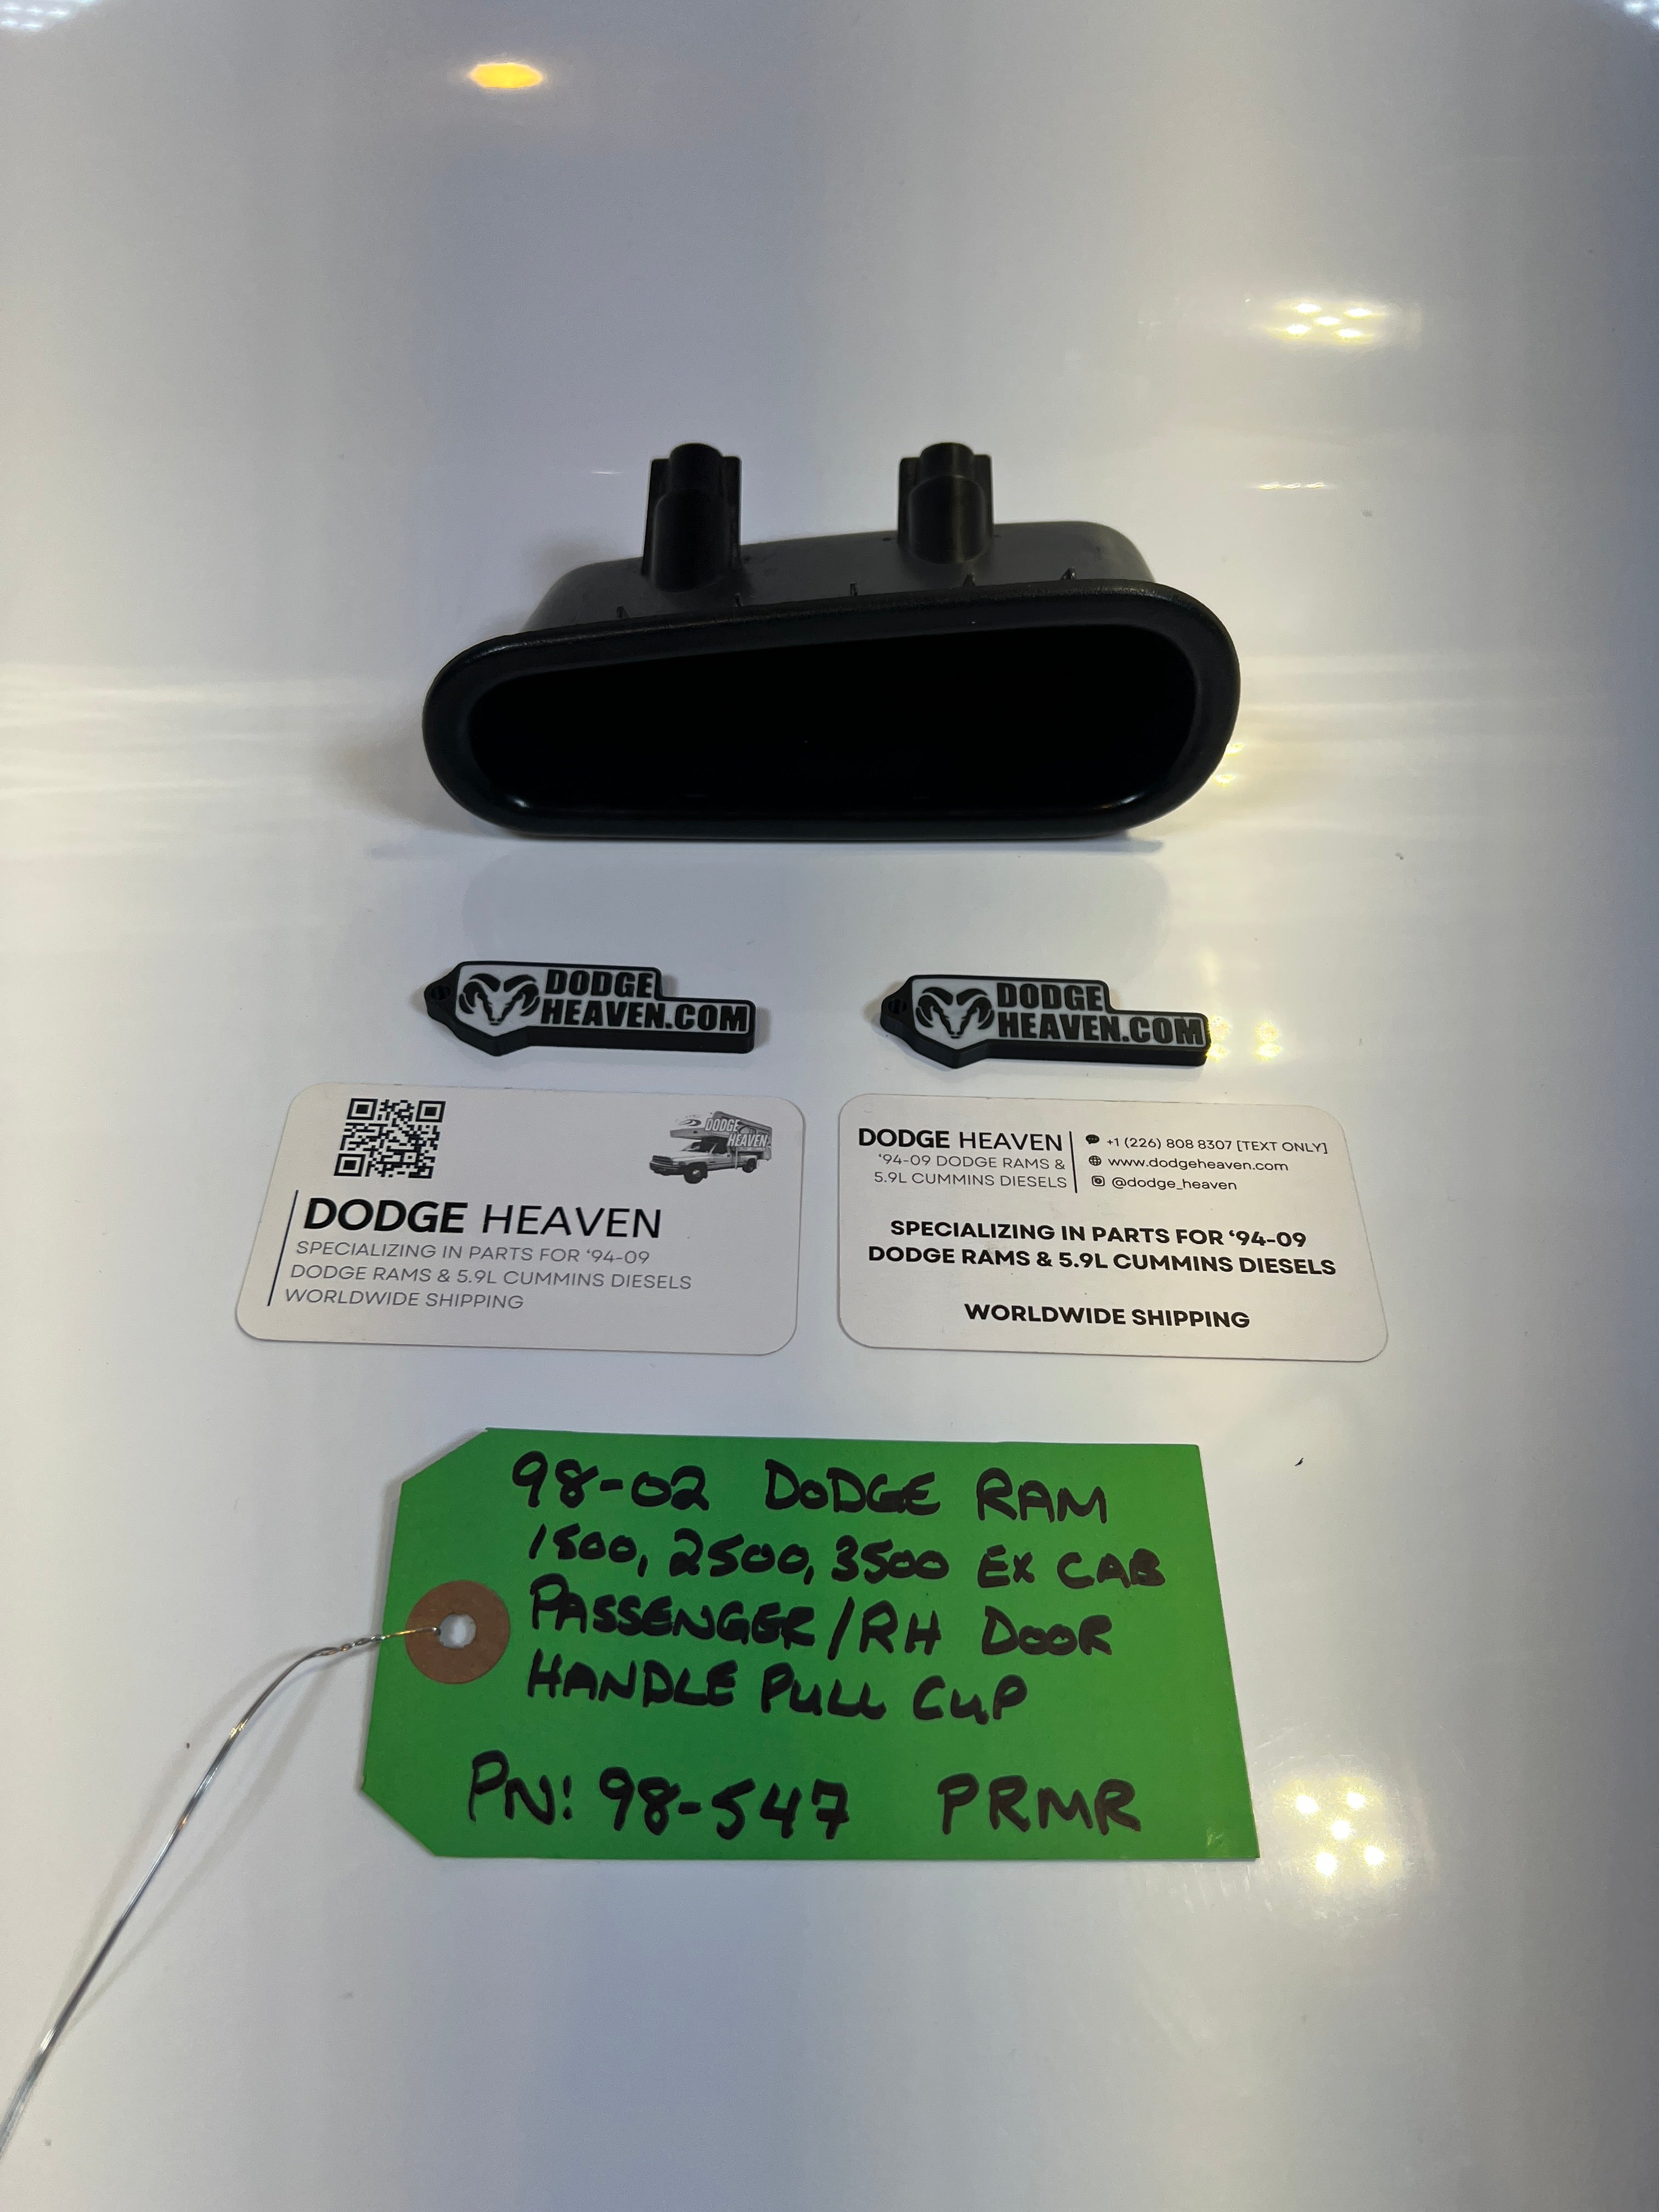 DODGE
HEAVEN.COM
DODGE
HEAVEN.COM
DODGE
HEAVEN
DODGE HEAVEN
SPECIALIZING IN PARTS FOR ‘94-09
DODGE RAMS & 5.9L CUMMINS DIESELS
WORLDWIDE SHIPPING
DODGE HEAVEN
‘94-09 DODGE RAMS &
5.9L CUMMINS DIESELS
+1 (226) 808 8307 [TEXT ONLY]
www.dodgeheaven.com
@dodge_heaven
SPECIALIZING IN PARTS FOR ‘94-09
DODGE RAMS & 5.9L CUMMINS DIESELS
WORLDWIDE SHIPPING
98-02 DODGE RAM
1500, 2500, 3500 EX CAB
PASSENGER/RH DOOR
HANDLE PULL CUP
PN: 98-547 PRMR